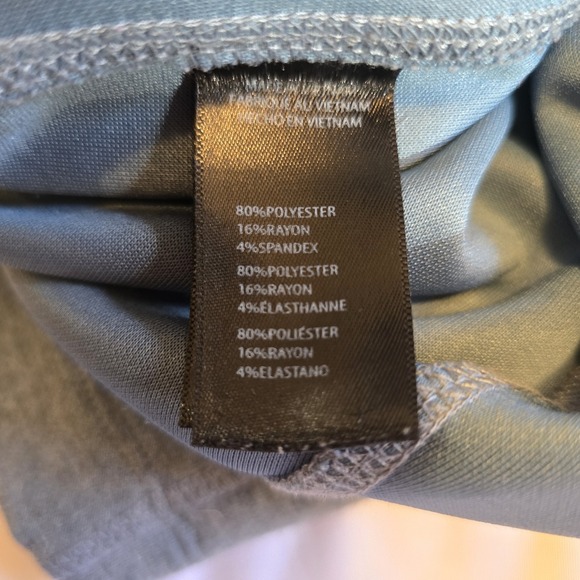 MADE IN VIETNAM
FABRIQUÉ AU VIETNAM
HECHO EN VIETNAM
80%POLYESTER
16%RAYON
4%SPANDEX
80%POLYESTER
16%RAYON
4%ÉLASTHANNE
80%POLIÉSTER
16%RAYON
4%ELASTANO